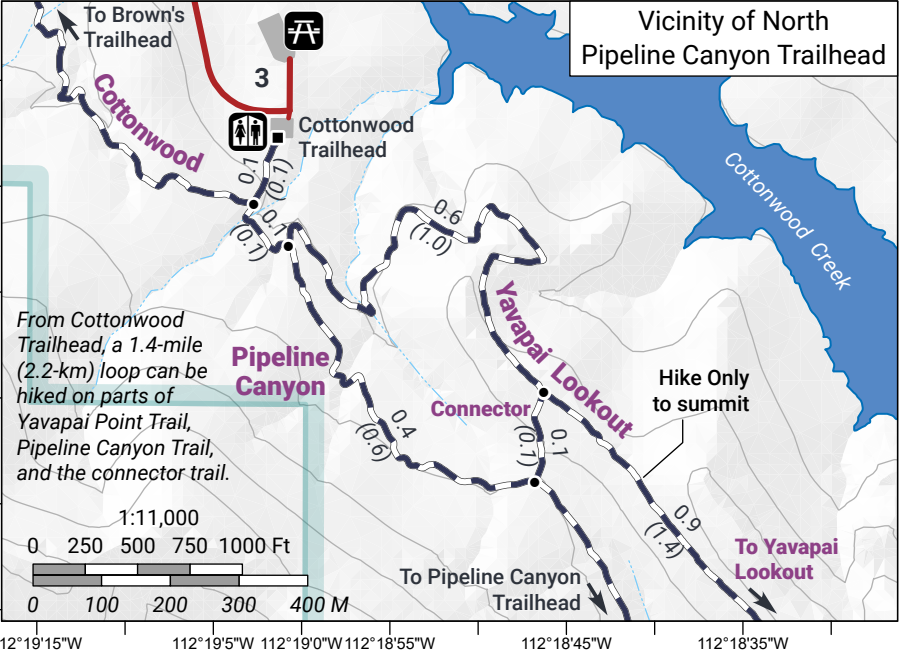 To Brown's
Trailhead
Vicinity of North
Pipeline Canyon Trailhead
3
Cottonwood
Cottonwood
Trailhead
0.1
(0.1)
0.1
(0.1)
0.6
(1.0)
Cottonwood Creek
Yavapai Lookout
From Cottonwood
Trailhead, a 1.4-mile
(2.2-km) loop can be
hiked on parts of
Yavapai Point Trail,
Pipeline Canyon Trail,
and the connector trail.
Pipeline
Canyon
Connector
Hike Only
to summit
0.4
(0.6)
0.1
(0.1)
0.9
(1.4)
1:11,000
0 250 500 750 1000 Ft
0 100 200 300 400 M
To Pipeline Canyon
Trailhead
To Yavapai
Lookout
12°19'15"W 112°19'5"W 112°19'0"W 112°18'55"W 112°18'45"W 112°18'35"W